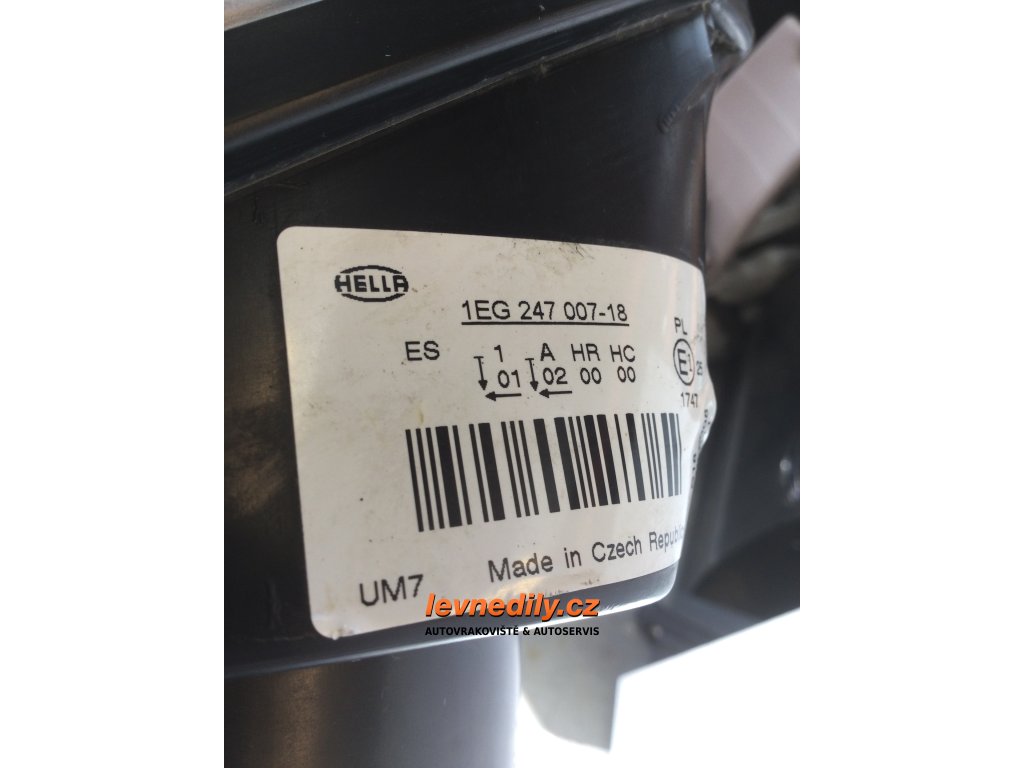 HELLA
1EG 247 007-18
PL
ES 1 A HR HC
01 02 00 00
E1
1747
UM7 Made in Czech Republic
levnedily.cz
AUTOVRAKOVIŠTĚ & AUTOSERVIS